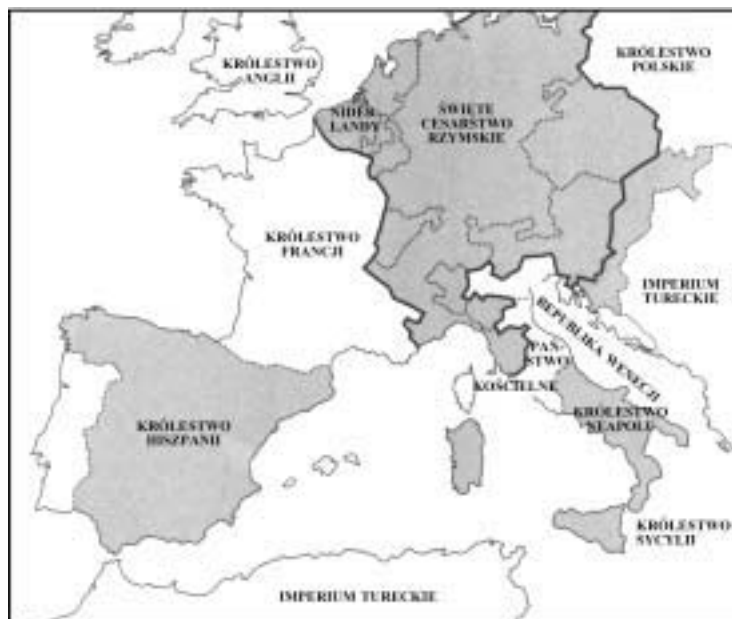 KRÓLESTWO
ANGLII
KRÓLESTWO
POLSKIE
NIDER
LANDY
ŚWIĘTE
CESARSTWO
RZYMSKIE
KRÓLESTWO
FRANCJI
IMPERIUM
TURECKIE
REPUBLIKA WENECJI
PAŃ-
STWO
KOŚCIELNE
KRÓLESTWO
HISZPANII
KRÓLESTWO
NEAPOLU
KRÓLESTWO
SYCYLII
IMPERIUM TURECKIE